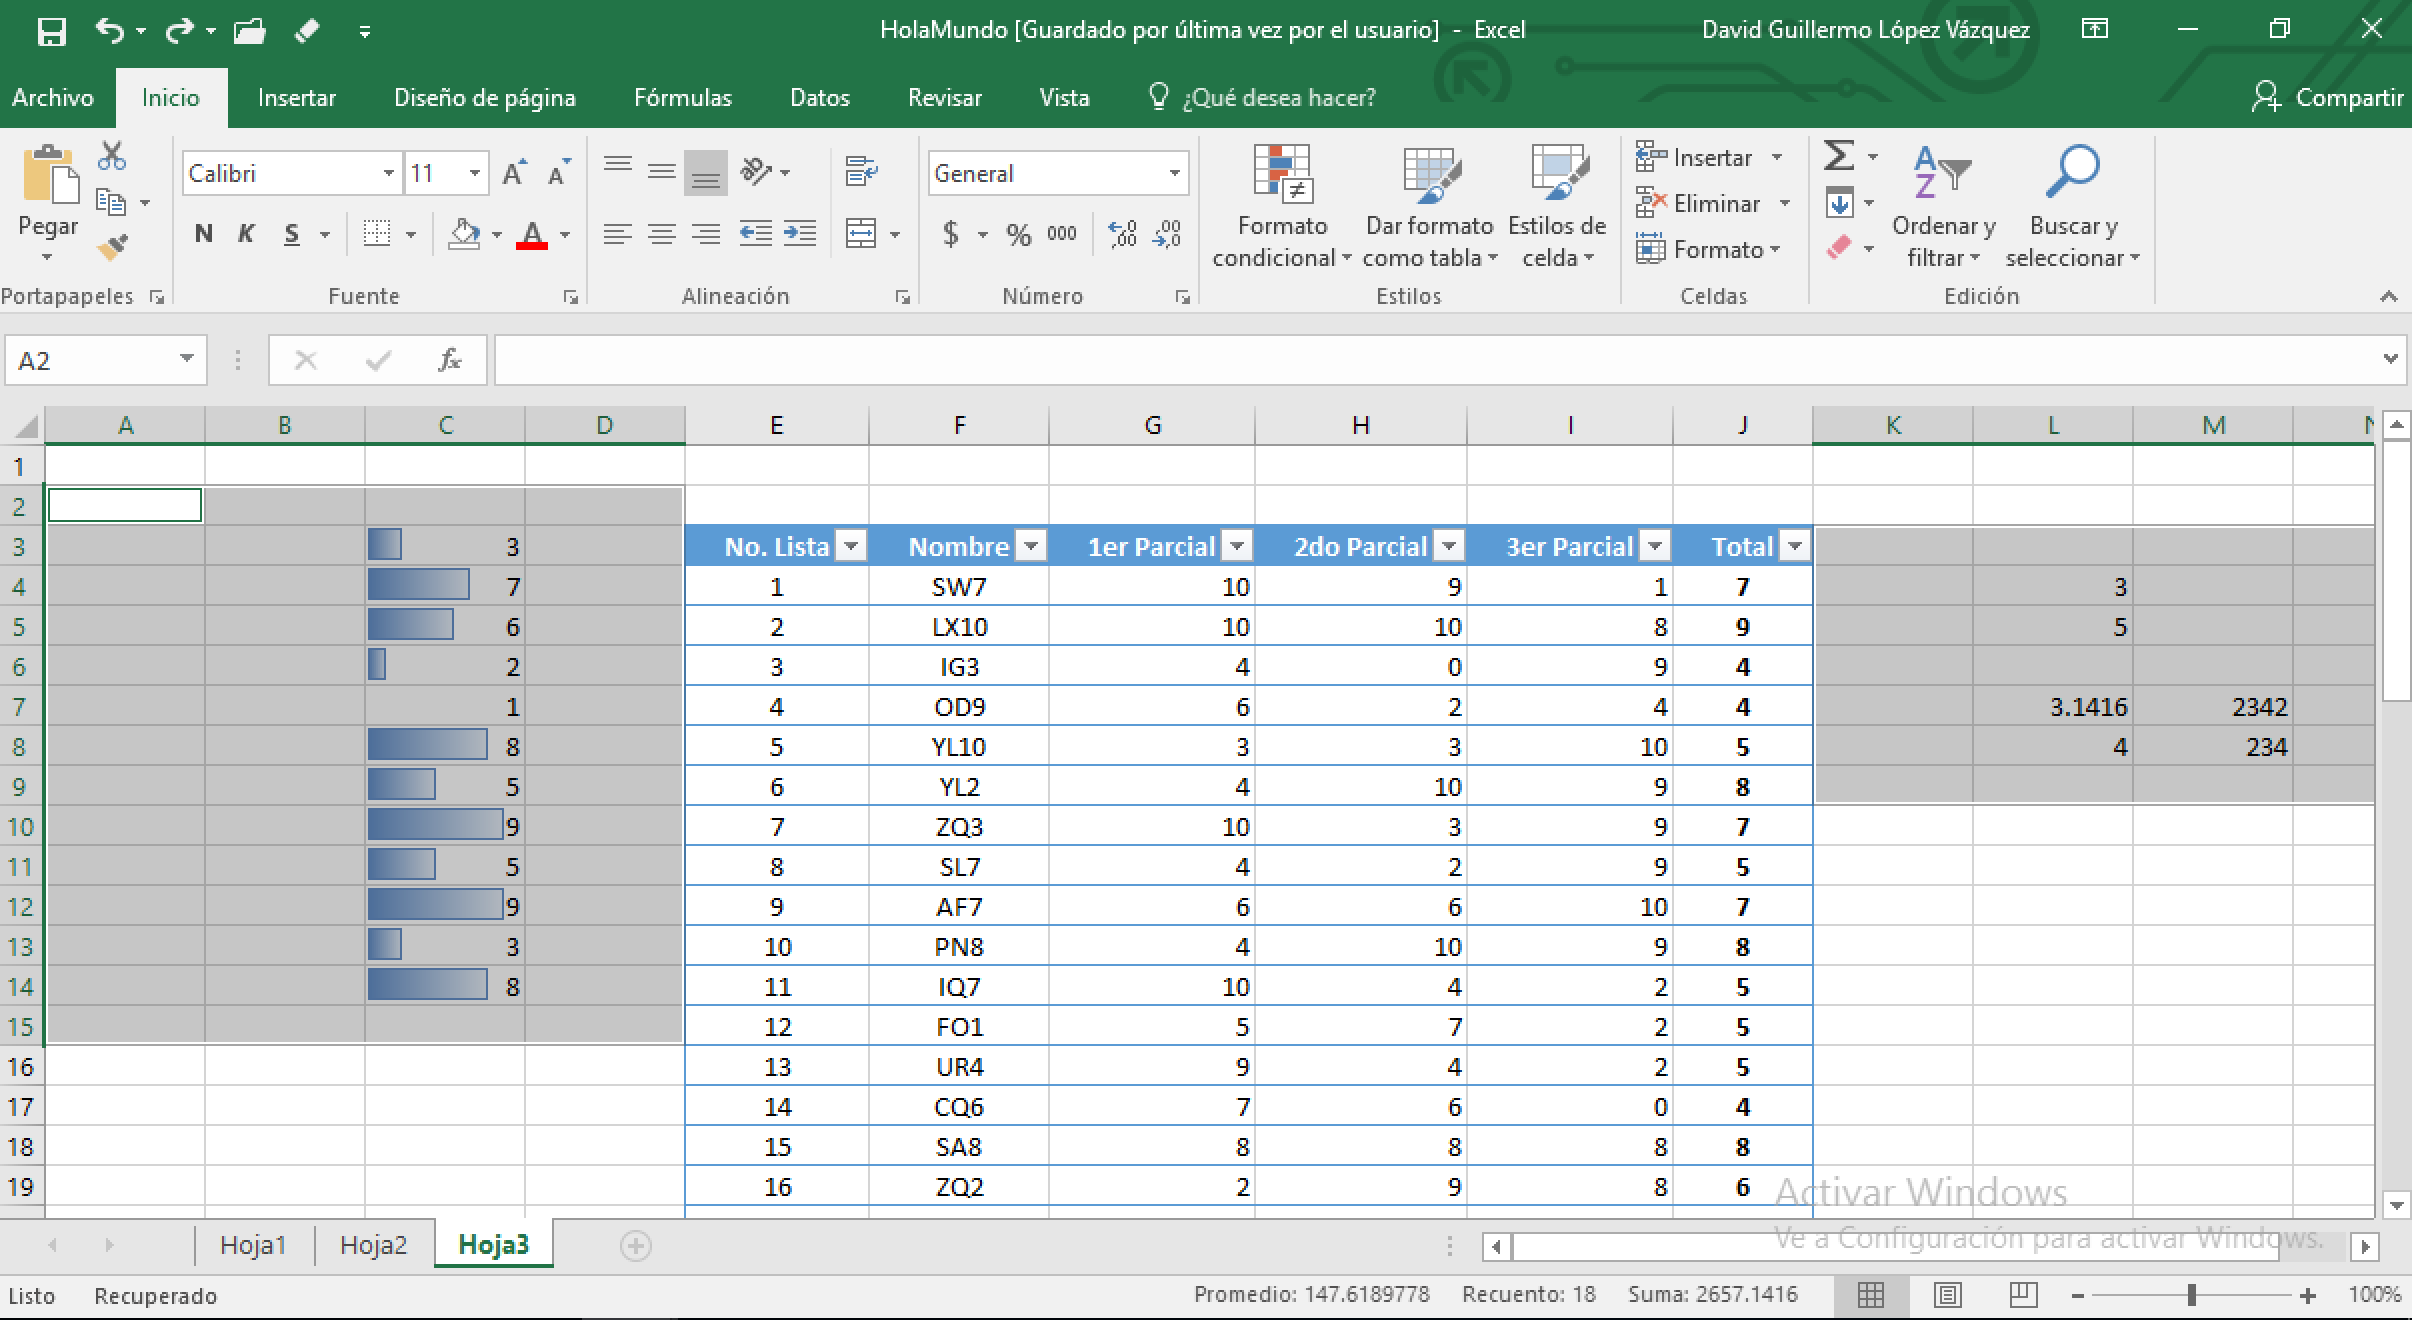 HolaMundo [Guardado por última vez por el usuario] - Excel
David Guillermo López Vázquez
Archivo Inicio Insertar Diseño de página Fórmulas Datos Revisar Vista ¿Qué desea hacer? Compartir
Pegar
Calibri 11
N K S
A
General
$ % 000
Formato condicional
Dar formato como tabla
Estilos de celda
Insertar
Eliminar
Formato
Σ
Ordenar y filtrar
Buscar y seleccionar
Portapapeles Fuente Alineación Número Estilos Celdas Edición
A2 fx
A B C D E F G H I J K L M N
1
2
3 3 No. Lista Nombre 1er Parcial 2do Parcial 3er Parcial Total
4 7 1 SW7 10 9 1 7 3
5 6 2 LX10 10 10 8 9 5
6 2 3 IG3 4 0 9 4
7 1 4 OD9 6 2 4 4 3.1416 2342
8 8 5 YL10 3 3 10 5 4 234
9 5 6 YL2 4 10 9 8
10 9 7 ZQ3 10 3 9 7
11 5 8 SL7 4 2 9 5
12 9 9 AF7 6 6 10 7
13 3 10 PN8 4 10 9 8
14 8 11 IQ7 10 4 2 5
15 12 FO1 5 7 2 5
16 13 UR4 9 4 2 5
17 14 CQ6 7 6 0 4
18 15 SA8 8 8 8 8
19 16 ZQ2 2 9 8 6
Activar Windows
Ve a Configuración para activar Windows.
Hoja1 Hoja2 Hoja3
Listo Recuperado Promedio: 147.6189778 Recuento: 18 Suma: 2657.1416 100%